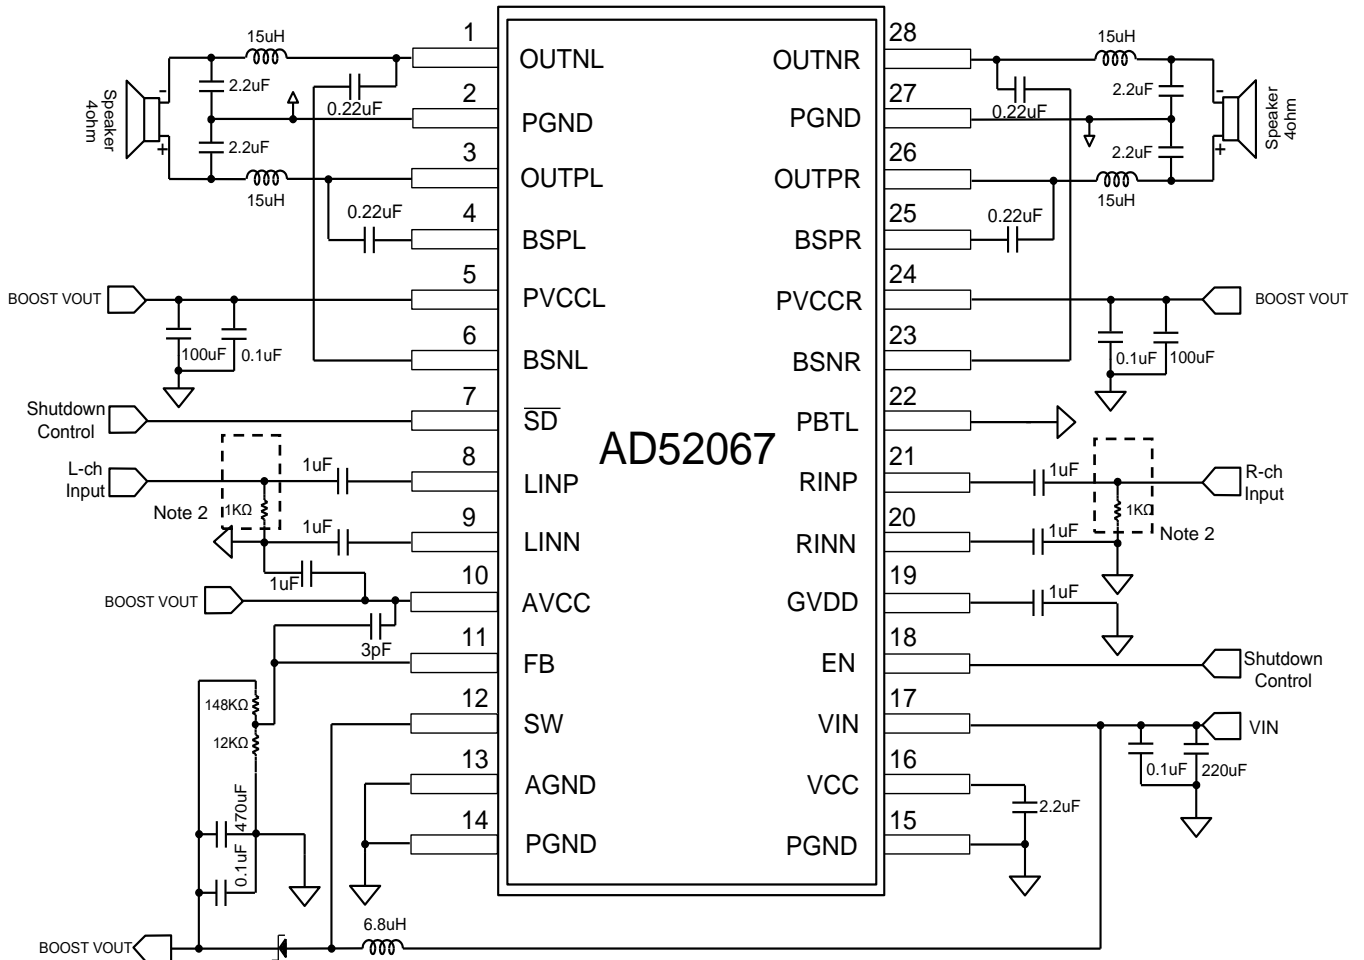 15uH
1
28
15uH
OUTNL
OUTNR
2.2uF
2
27
2.2uF
0.22uF
0.22uF
Speaker
4ohm
-
+
PGND
PGND
-
+
Speaker
4ohm
2.2uF
3
26
2.2uF
OUTPL
OUTPR
15uH
15uH
0.22uF
4
25
0.22uF
BSPL
BSPR
5
24
BOOST VOUT
PVCCL
PVCCR
BOOST VOUT
6
23
100uF
0.1uF
0.1uF
100uF
BSNL
BSNR
7
22
Shutdown
Control
SD
PBTL
AD52067
L-ch
Input
1uF
8
21
1uF
R-ch
Input
LINP
RINP
Note 2
1KΩ
1KΩ
Note 2
1uF
9
20
1uF
LINN
RINN
1uF
10
19
1uF
BOOST VOUT
AVCC
GVDD
3pF
11
18
FB
EN
Shutdown
Control
148KΩ
12
17
12KΩ
SW
VIN
VIN
13
16
0.1uF
220uF
470uF
AGND
VCC
2.2uF
14
15
0.1uF
PGND
PGND
6.8uH
BOOST VOUT